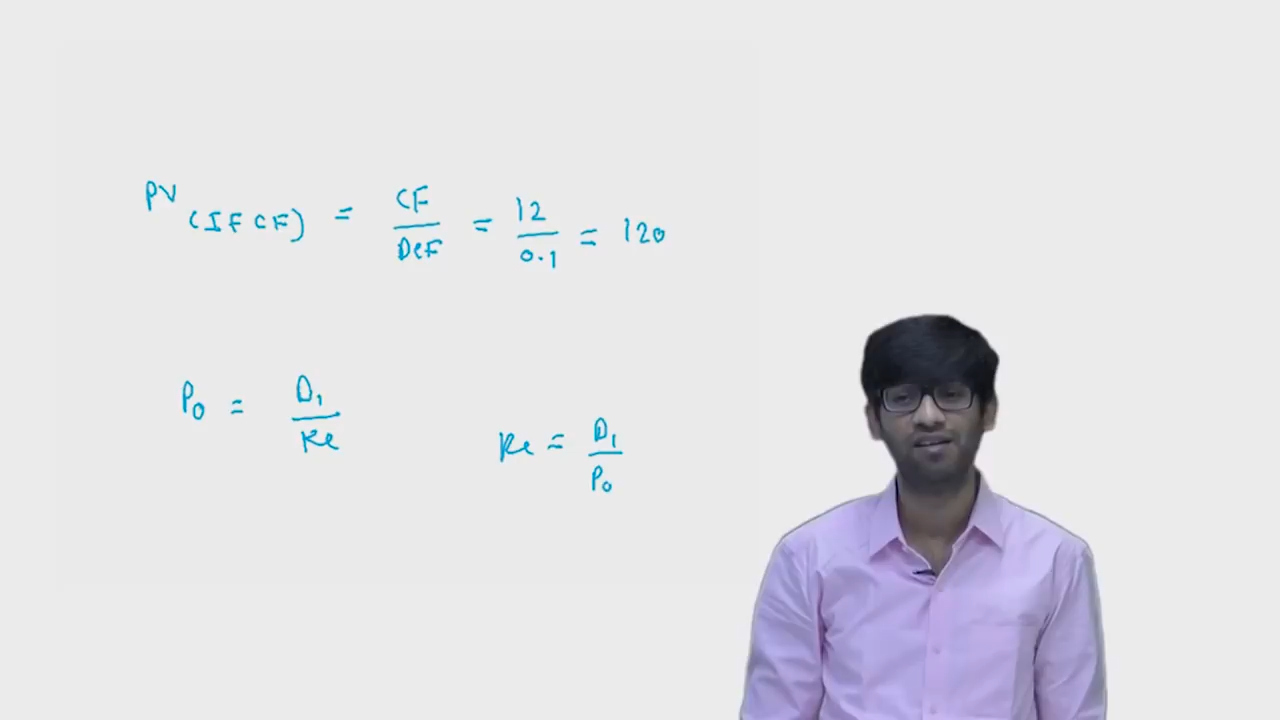 PV (IFCF) = CF / DCF = 12 / 0.1 = 120
P₀ = D₁ / Ke
Ke = D₁ / P₀